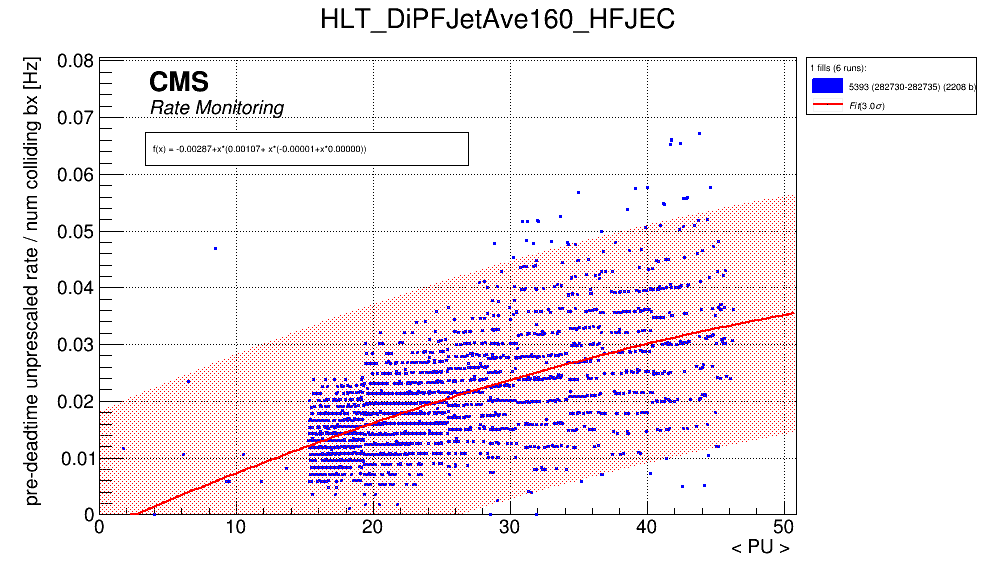 HLT_DiPFJetAve160_HFJEC
pre-deadtime unprescaled rate / num colliding bx [Hz]
0.08
0.07
0.06
0.05
0.04
0.03
0.02
0.01
0
CMS
Rate Monitoring
f(x) = -0.00287+x*(0.00107+ x*(-0.00001+x*0.00000))
0 10 20 30 40 50
< PU >
1 fills (6 runs):
5393 (282730-282735) (2208 b)
Fit(3.0σ)